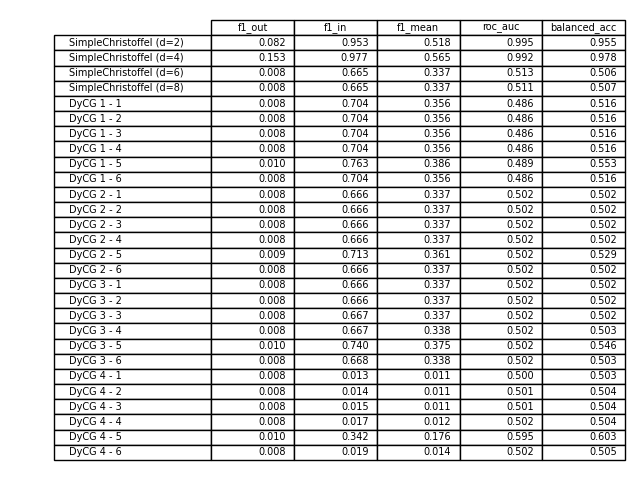 f1_out f1_in f1_mean roc_auc balanced_acc
SimpleChristoffel (d=2) 0.082 0.953 0.518 0.995 0.955
SimpleChristoffel (d=4) 0.153 0.977 0.565 0.992 0.978
SimpleChristoffel (d=6) 0.008 0.665 0.337 0.513 0.506
SimpleChristoffel (d=8) 0.008 0.665 0.337 0.511 0.507
DyCG 1 - 1 0.008 0.704 0.356 0.486 0.516
DyCG 1 - 2 0.008 0.704 0.356 0.486 0.516
DyCG 1 - 3 0.008 0.704 0.356 0.486 0.516
DyCG 1 - 4 0.008 0.704 0.356 0.486 0.516
DyCG 1 - 5 0.010 0.763 0.386 0.489 0.553
DyCG 1 - 6 0.008 0.704 0.356 0.486 0.516
DyCG 2 - 1 0.008 0.666 0.337 0.502 0.502
DyCG 2 - 2 0.008 0.666 0.337 0.502 0.502
DyCG 2 - 3 0.008 0.666 0.337 0.502 0.502
DyCG 2 - 4 0.008 0.666 0.337 0.502 0.502
DyCG 2 - 5 0.009 0.713 0.361 0.502 0.529
DyCG 2 - 6 0.008 0.666 0.337 0.502 0.502
DyCG 3 - 1 0.008 0.666 0.337 0.502 0.502
DyCG 3 - 2 0.008 0.666 0.337 0.502 0.502
DyCG 3 - 3 0.008 0.667 0.337 0.502 0.502
DyCG 3 - 4 0.008 0.667 0.338 0.502 0.503
DyCG 3 - 5 0.010 0.740 0.375 0.502 0.546
DyCG 3 - 6 0.008 0.668 0.338 0.502 0.503
DyCG 4 - 1 0.008 0.013 0.011 0.500 0.503
DyCG 4 - 2 0.008 0.014 0.011 0.501 0.504
DyCG 4 - 3 0.008 0.015 0.011 0.501 0.504
DyCG 4 - 4 0.008 0.017 0.012 0.502 0.504
DyCG 4 - 5 0.010 0.342 0.176 0.595 0.603
DyCG 4 - 6 0.008 0.019 0.014 0.502 0.505